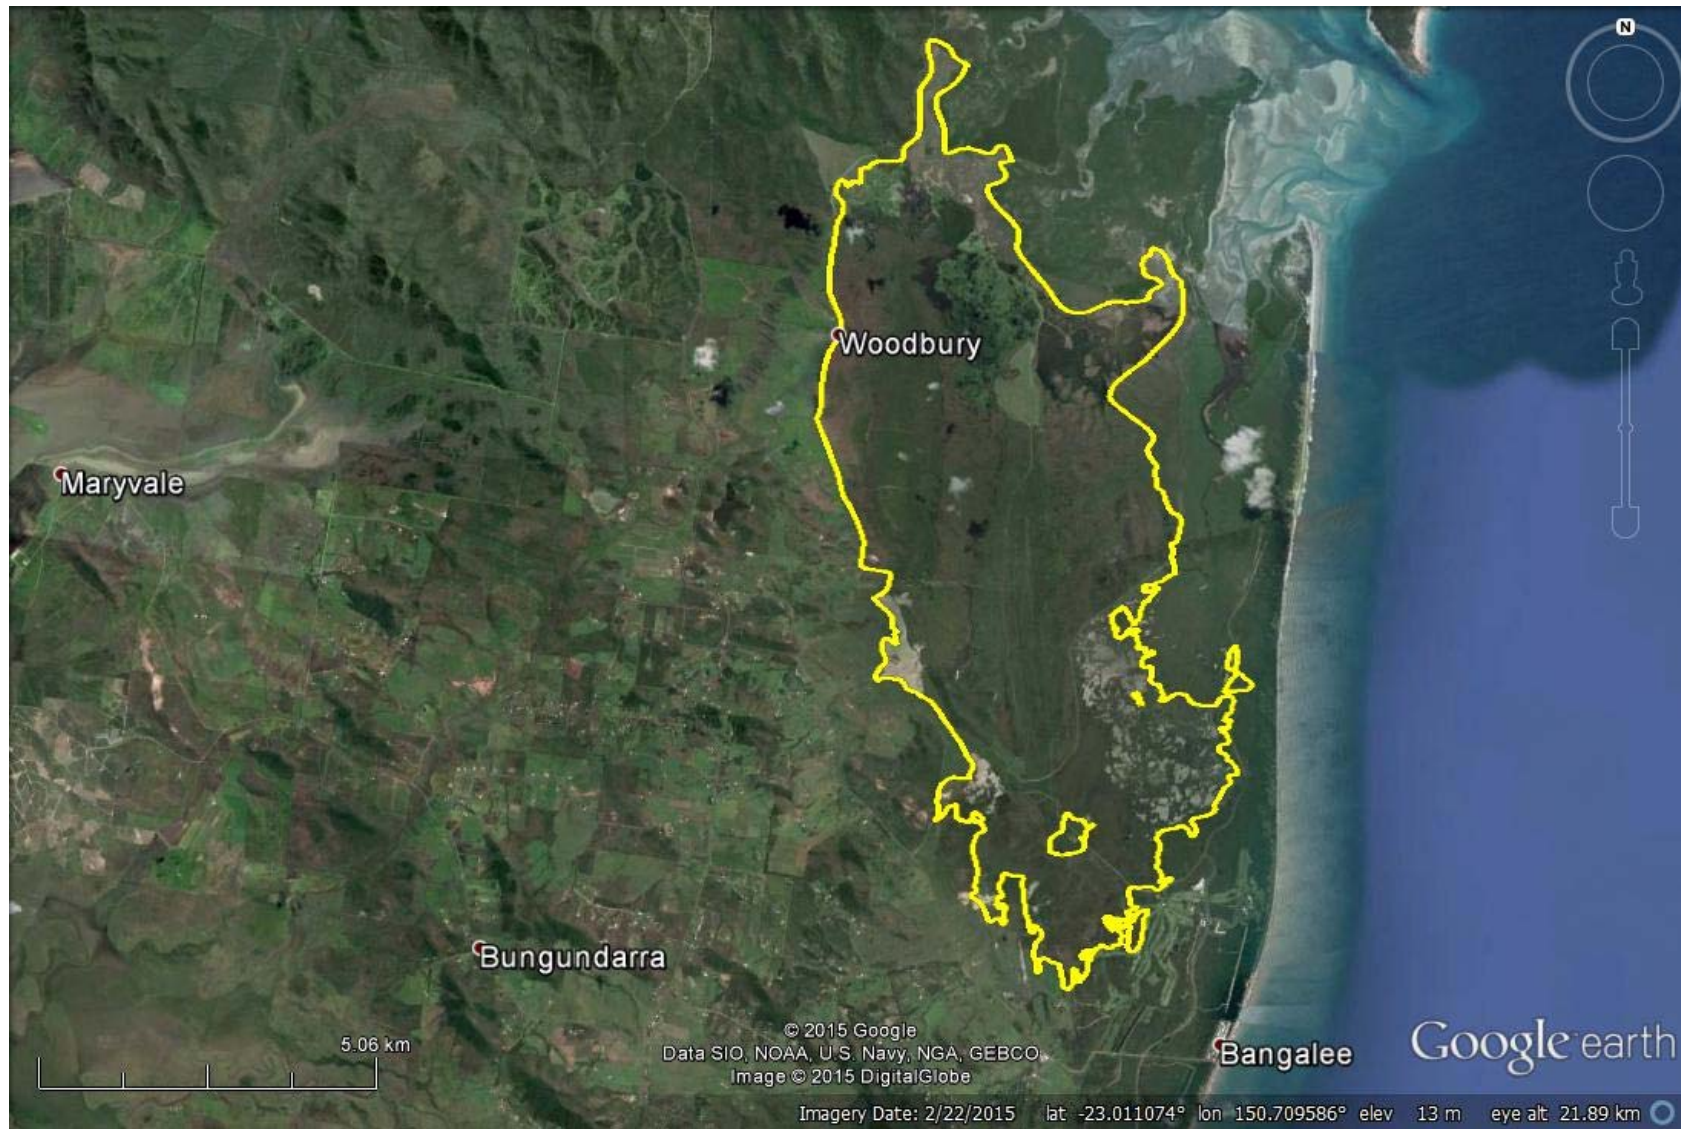 N
Woodbury
Maryvale
Bungundarra
5.06 km
© 2015 Google
Data SIO, NOAA, U.S. Navy, NGA, GEBCO
Image © 2015 DigitalGlobe
Bangalee
Google earth
Imagery Date: 2/22/2015 lat -23.011074° lon 150.709586° elev 13 m eye alt 21.89 km